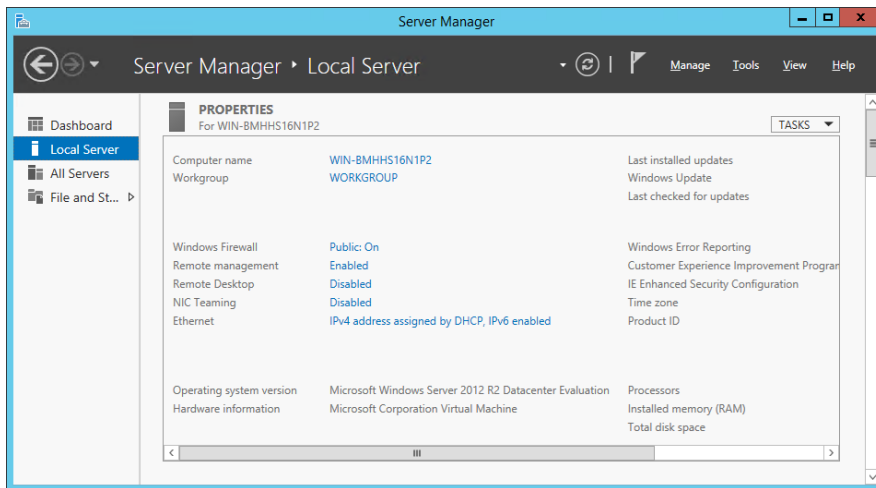 Server Manager
Server Manager ‣ Local Server
Manage Tools View Help
Dashboard
Local Server
All Servers
File and St...
PROPERTIES
For WIN-BMHHS16N1P2
TASKS
Computer name WIN-BMHHS16N1P2 Last installed updates
Workgroup WORKGROUP Windows Update
Last checked for updates
Windows Firewall Public: On Windows Error Reporting
Remote management Enabled Customer Experience Improvement Program
Remote Desktop Disabled IE Enhanced Security Configuration
NIC Teaming Disabled Time zone
Ethernet IPv4 address assigned by DHCP, IPv6 enabled Product ID
Operating system version Microsoft Windows Server 2012 R2 Datacenter Evaluation Processors
Hardware information Microsoft Corporation Virtual Machine Installed memory (RAM)
Total disk space